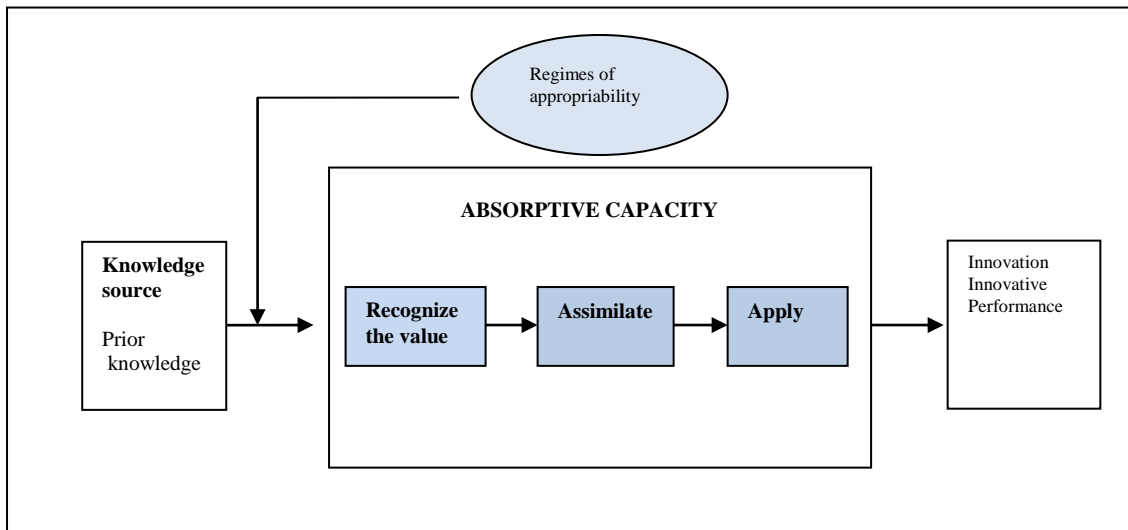 Regimes of
appropriability
ABSORPTIVE CAPACITY
Knowledge
source
Prior
knowledge
Recognize
the value
Assimilate
Apply
Innovation
Innovative
Performance